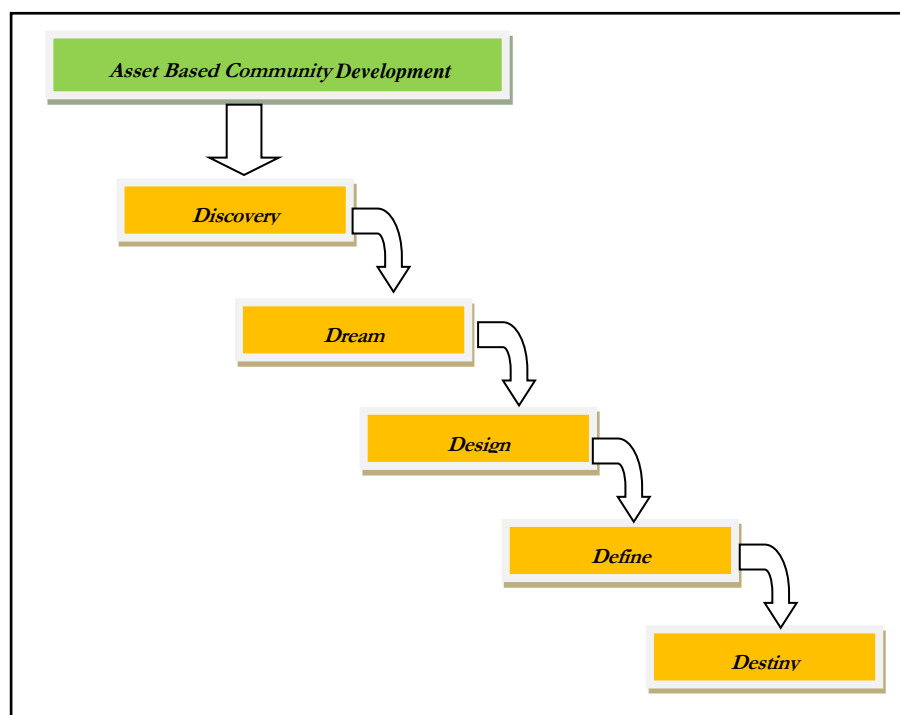 Asset Based Community Development
Discovery
Dream
Design
Define
Destiny